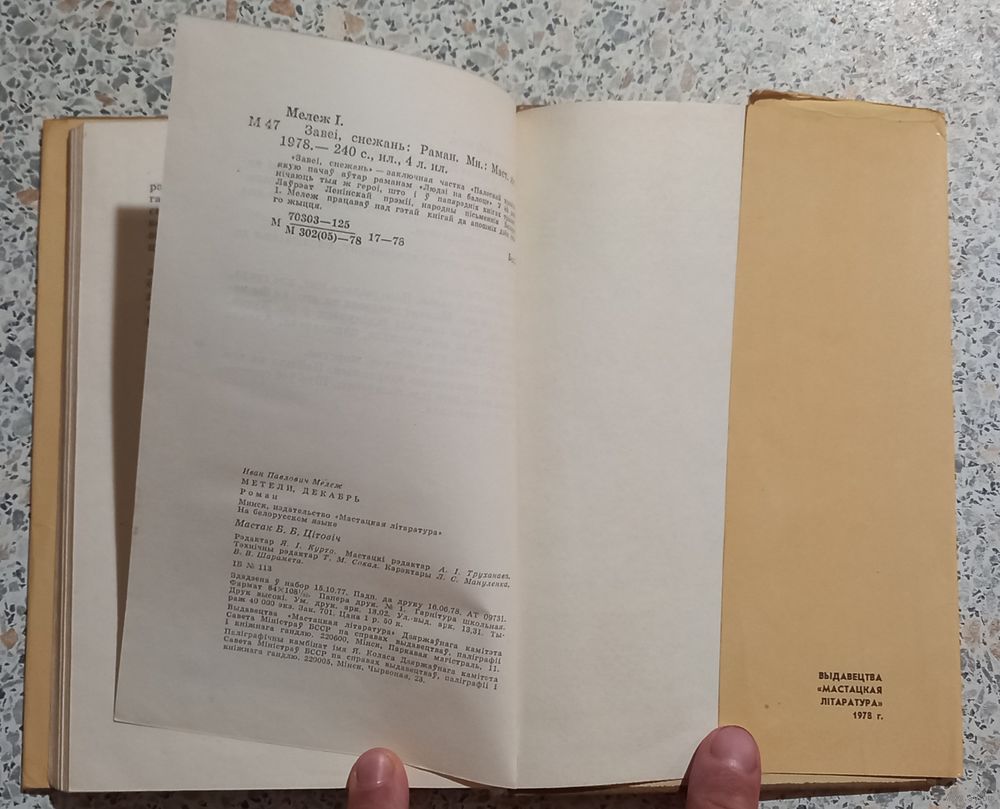 Мележ І.
М 47 Завеі, снежань: Раман. Мн.: Маст.
1978.— 240 с., ил., 4 л. ил.
«Завеі, снежань» — заключная частка «Палескай
якую пачаў аўтар раманам «Людзі на балоце». У ёй
нічаюць тыя ж героі, што і ў папярэдніх кнігах
Лаўрэат Ленінскай прэміі, народны пісьменнік
І. Мележ працаваў над гэтай кнігай да апошніх дзён
го жыцця.
М 70303—125
М 302(05)—78 17—78
Иван Павлович Мележ
МЕТЕЛИ, ДЕКАБРЬ
Роман
Минск, издательство «Мастацкая літаратура»
На белорусском языке
Мастак Б. Б. Цітовіч
Рэдактар Я. І. Курто. Мастацкі рэдактар А. І. Труханаў.
Тэхнічны рэдактар Т. М. Сокал. Карэктары Л. С. Мануленка,
В. В. Шарамета.
ІБ № 113
Здадзена ў набор 15.10.77. Падп. да друку 16.06.78. АТ 09731.
Фармат 84×108¹/₃₂. Папера друк. № 1. Гарнітура школьная.
Друк высокі. Ум. друк. арк. 13,02. Ул.-выд. арк. 13,31. Ты-
раж 40 000 экз. Зак. 701. Цана 1 р. 50 к.
Выдавецтва «Мастацкая літаратура» Дзяржаўнага камітэта
Савета Міністраў БССР па справах выдавецтваў, паліграфіі
і кніжнага гандлю. 220600, Мінск, Паркавая магістраль, 11.
Паліграфічны камбінат імя Я. Коласа Дзяржаўнага камітэта
Савета Міністраў БССР па справах выдавецтваў, паліграфіі і
кніжнага гандлю. 220005, Мінск, Чырвоная, 23.
ВЫДАВЕЦТВА
«МАСТАЦКАЯ
ЛІТАРАТУРА»
1978 г.